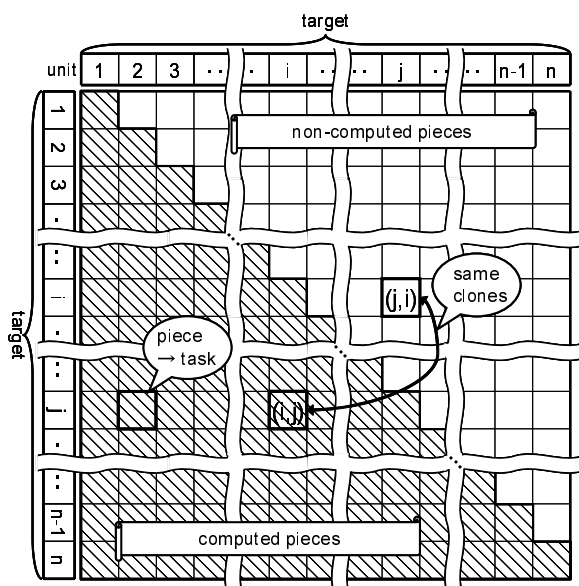 target
unit 1 2 3 ・・ ・ i ・・ ・・ j ・・ ・・ n-1 n
1
non-computed pieces
2
3
・
・・
same
clones
i
(j,i)
target
・
piece
→ task
・・
j
(i,j)
・
・・
n-1
computed pieces
n